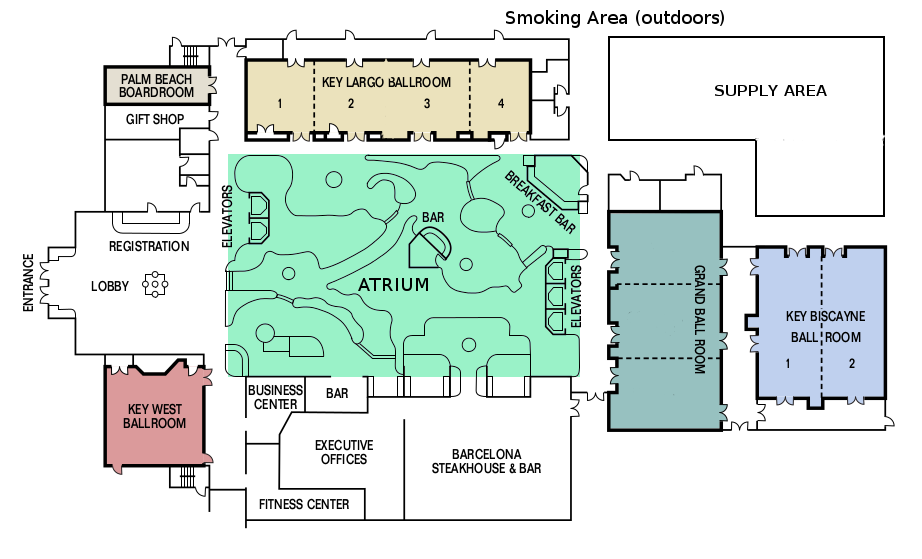 Smoking Area (outdoors)
PALM BEACH
BOARDROOM
KEY LARGO BALLROOM
1
2
3
4
SUPPLY AREA
GIFT SHOP
ELEVATORS
BREAKFAST BAR
BAR
REGISTRATION
ENTRANCE
LOBBY
ATRIUM
ELEVATORS
GRAND BALL ROOM
KEY BISCAYNE
BALL ROOM
1
2
KEY WEST
BALLROOM
BUSINESS
CENTER
BAR
EXECUTIVE
OFFICES
BARCELONA
STEAKHOUSE & BAR
FITNESS CENTER